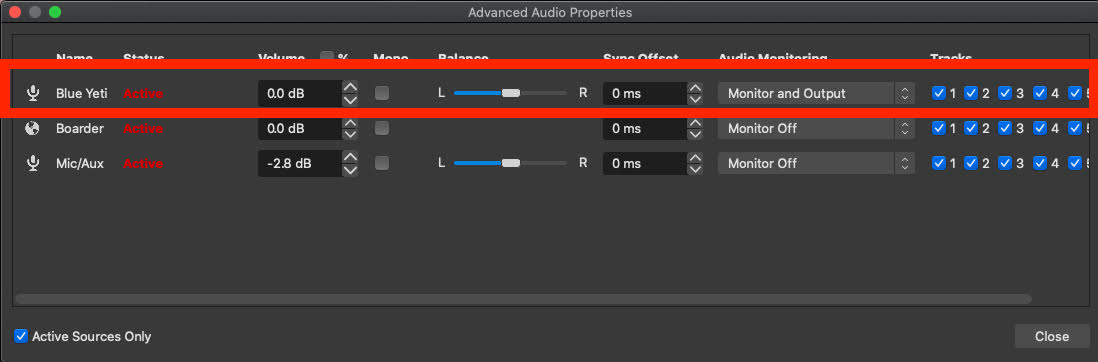 Advanced Audio Properties
Name Status Volume % Mono Balance Sync Offset Audio Monitoring Tracks
Blue Yeti Active 0.0 dB L R 0 ms Monitor and Output 1 2 3 4 5
Boarder Active 0.0 dB 0 ms Monitor Off 1 2 3 4 5
Mic/Aux Active -2.8 dB L R 0 ms Monitor Off 1 2 3 4 5
Active Sources Only Close